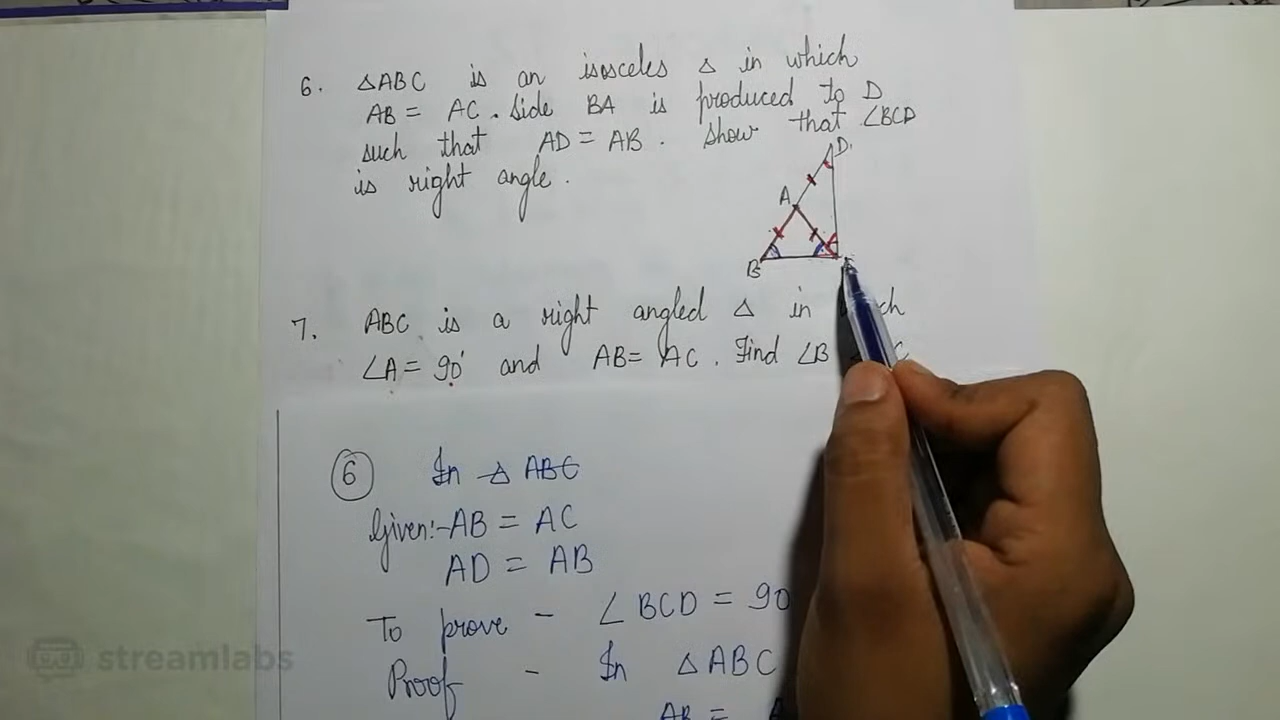 6. ΔABC is an isosceles Δ in which
AB = AC. Side BA is produced to D
such that AD = AB. Show that ∠BCD
is right angle.
D
A
B
7. ABC is a right angled Δ in
∠A = 90° and AB = AC. Find ∠B C
6 In Δ ABC
Given:- AB = AC
AD = AB
To prove - ∠BCD = 90
Proof - In ΔABC
AB =
streamlabs